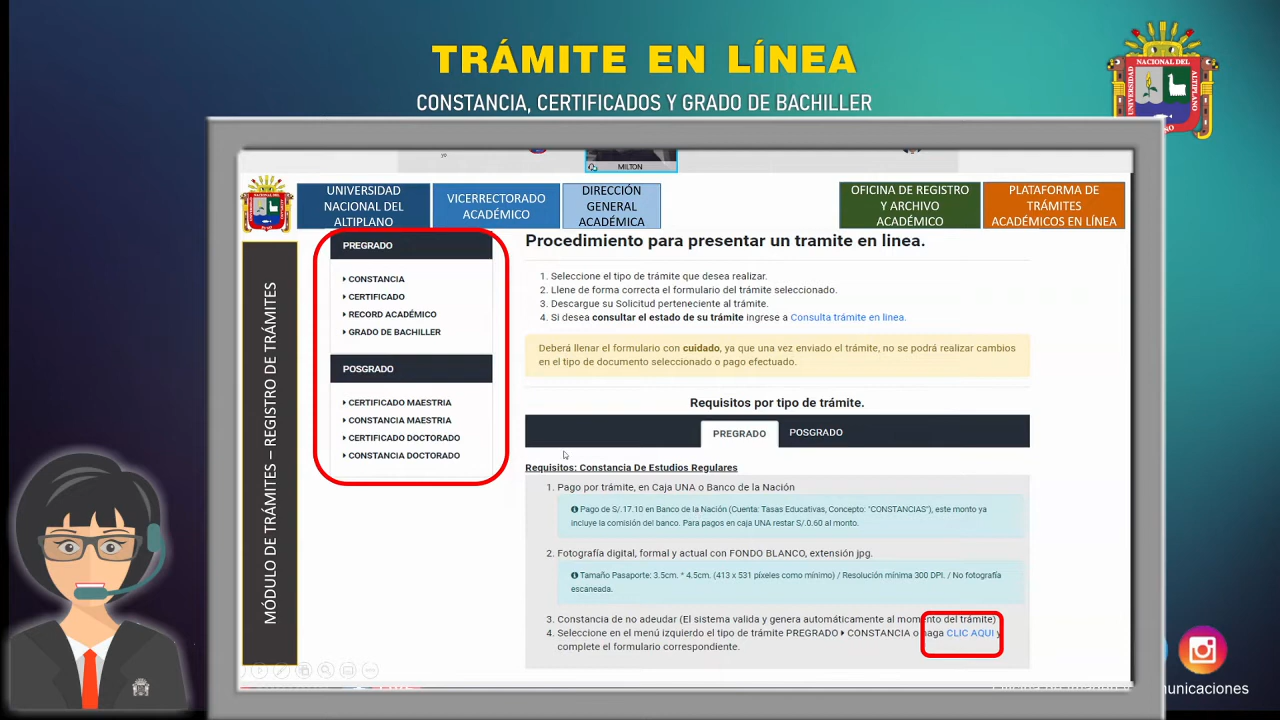 TRÁMITE EN LÍNEA
CONSTANCIA, CERTIFICADOS Y GRADO DE BACHILLER
UNIVERSIDAD
NACIONAL DEL
ALTIPLANO
PUNO
yo
MILTON
UNIVERSIDAD
NACIONAL DEL
ALTIPLANO
VICERRECTORADO
ACADÉMICO
DIRECCIÓN
GENERAL
ACADÉMICA
OFICINA DE REGISTRO
Y ARCHIVO
ACADÉMICO
PLATAFORMA DE
TRÁMITES
ACADÉMICOS EN LÍNEA
MÓDULO DE TRÁMITES – REGISTRO DE TRÁMITES
PREGRADO
CONSTANCIA
CERTIFICADO
RECORD ACADÉMICO
GRADO DE BACHILLER
POSGRADO
CERTIFICADO MAESTRIA
CONSTANCIA MAESTRIA
CERTIFICADO DOCTORADO
CONSTANCIA DOCTORADO
Procedimiento para presentar un tramite en linea.
1. Seleccione el tipo de trámite que desea realizar.
2. Llene de forma correcta el formulario del trámite seleccionado.
3. Descargue su Solicitud perteneciente al trámite.
4. Si desea consultar el estado de su trámite ingrese a Consulta trámite en linea.
Deberá llenar el formulario con cuidado, ya que una vez enviado el trámite, no se podrá realizar cambios
en el tipo de documento seleccionado o pago efectuado.
Requisitos por tipo de trámite.
PREGRADO POSGRADO
Requisitos: Constancia De Estudios Regulares
1. Pago por trámite, en Caja UNA o Banco de la Nación
Pago de S/.17.10 en Banco de la Nación (Cuenta: Tasas Educativas, Concepto: "CONSTANCIAS"), este monto ya
incluye la comisión del banco. Para pagos en caja UNA restar S/.0.60 al monto.
2. Fotografía digital, formal y actual con FONDO BLANCO, extensión jpg.
Tamaño Pasaporte: 3.5cm. * 4.5cm. (413 x 531 píxeles como mínimo) / Resolución mínima 300 DPI. / No fotografía
escaneada.
3. Constancia de no adeudar (El sistema valida y genera automáticamente al momento del trámite)
4. Seleccione en el menú izquierdo el tipo de trámite PREGRADO CONSTANCIA o haga CLIC AQUI y
complete el formulario correspondiente.
municaciones